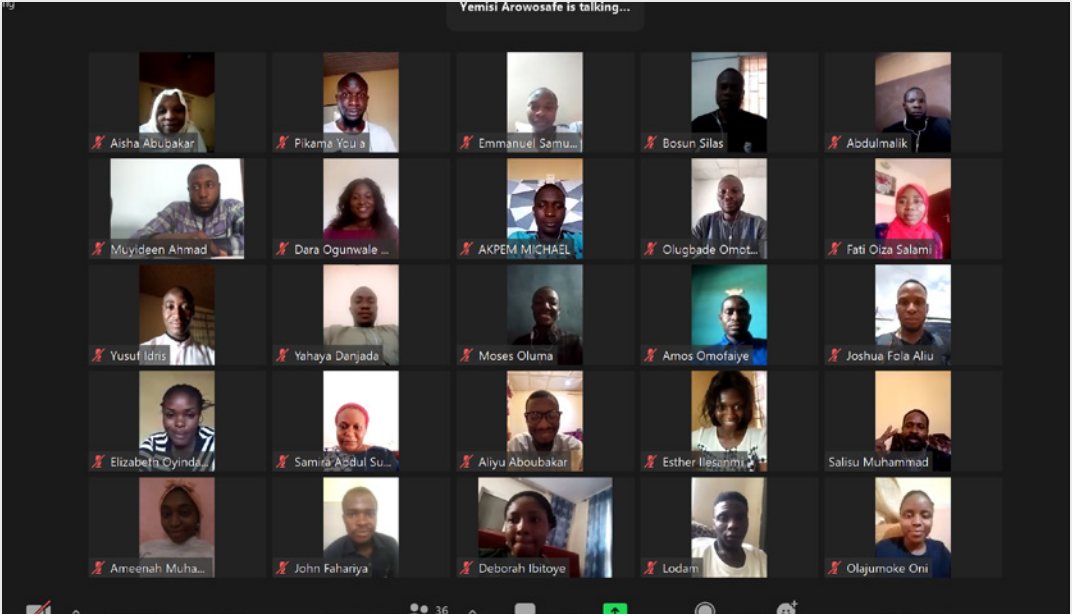 ng
Yemisi Arowosafe is talking...
Aisha Abubakar
Pikama Youla
Emmanuel Samu...
Bosun Silas
Abdulmalik
Muyideen Ahmad
Dara Ogunwale ...
AKPEM MICHAEL
Olugbade Omot...
Fati Oiza Salami
Yusuf Idris
Yahaya Danjada
Moses Oluma
Amos Omofaiye
Joshua Fola Aliu
Elizabeth Oyinda...
Samira Abdul Su...
Aliyu Aboubakar
Esther Ilesanmi
Salisu Muhammad
Ameenah Muha...
John Fahariya
Deborah Ibitoye
Lodam
Olajumoke Oni
36